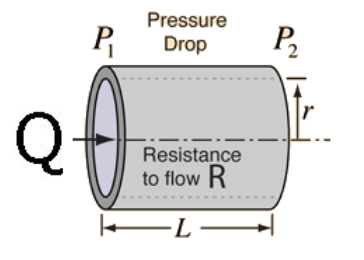 Pressure
Drop
P1
P2
Q
r
Resistance
to flow R
L